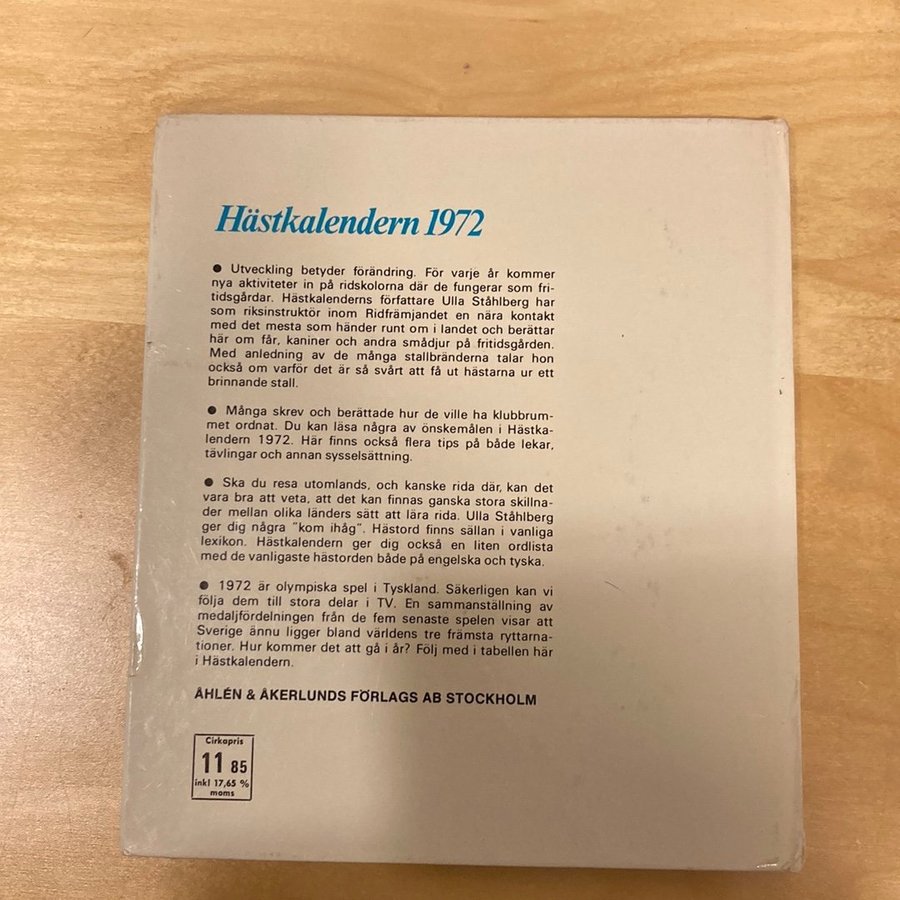 Hästkalendern 1972
● Utveckling betyder förändring. För varje år kommer
nya aktiviteter in på ridskolorna där de fungerar som fri-
tidsgårdar. Hästkalenderns författare Ulla Ståhlberg har
som riksinstruktör inom Ridfrämjandet en nära kontakt
med det mesta som händer runt om i landet och berättar
här om får, kaniner och andra smådjur på fritidsgården.
Med anledning av de många stallbränderna talar hon
också om varför det är så svårt att få ut hästarna ur ett
brinnande stall.
● Många skrev och berättade hur de ville ha klubbrum-
met ordnat. Du kan läsa några av önskemålen i Hästka-
lendern 1972. Här finns också flera tips på både lekar,
tävlingar och annan sysselsättning.
● Ska du resa utomlands, och kanske rida där, kan det
vara bra att veta, att det kan finnas ganska stora skillna-
der mellan olika länders sätt att lära rida. Ulla Ståhlberg
ger dig några "kom ihåg". Hästord finns sällan i vanliga
lexikon. Hästkalendern ger dig också en liten ordlista
med de vanligaste hästorden både på engelska och tyska.
● 1972 är olympiska spel i Tyskland. Säkerligen kan vi
följa dem till stora delar i TV. En sammanställning av
medaljfördelningen från de fem senaste spelen visar att
Sverige ännu ligger bland världens tre främsta ryttarna-
tioner. Hur kommer det att gå i år? Följ med i tabellen här
i Hästkalendern.
ÅHLÉN & ÅKERLUNDS FÖRLAGS AB STOCKHOLM
Cirkapris
11 85
inkl 17,65 %
moms